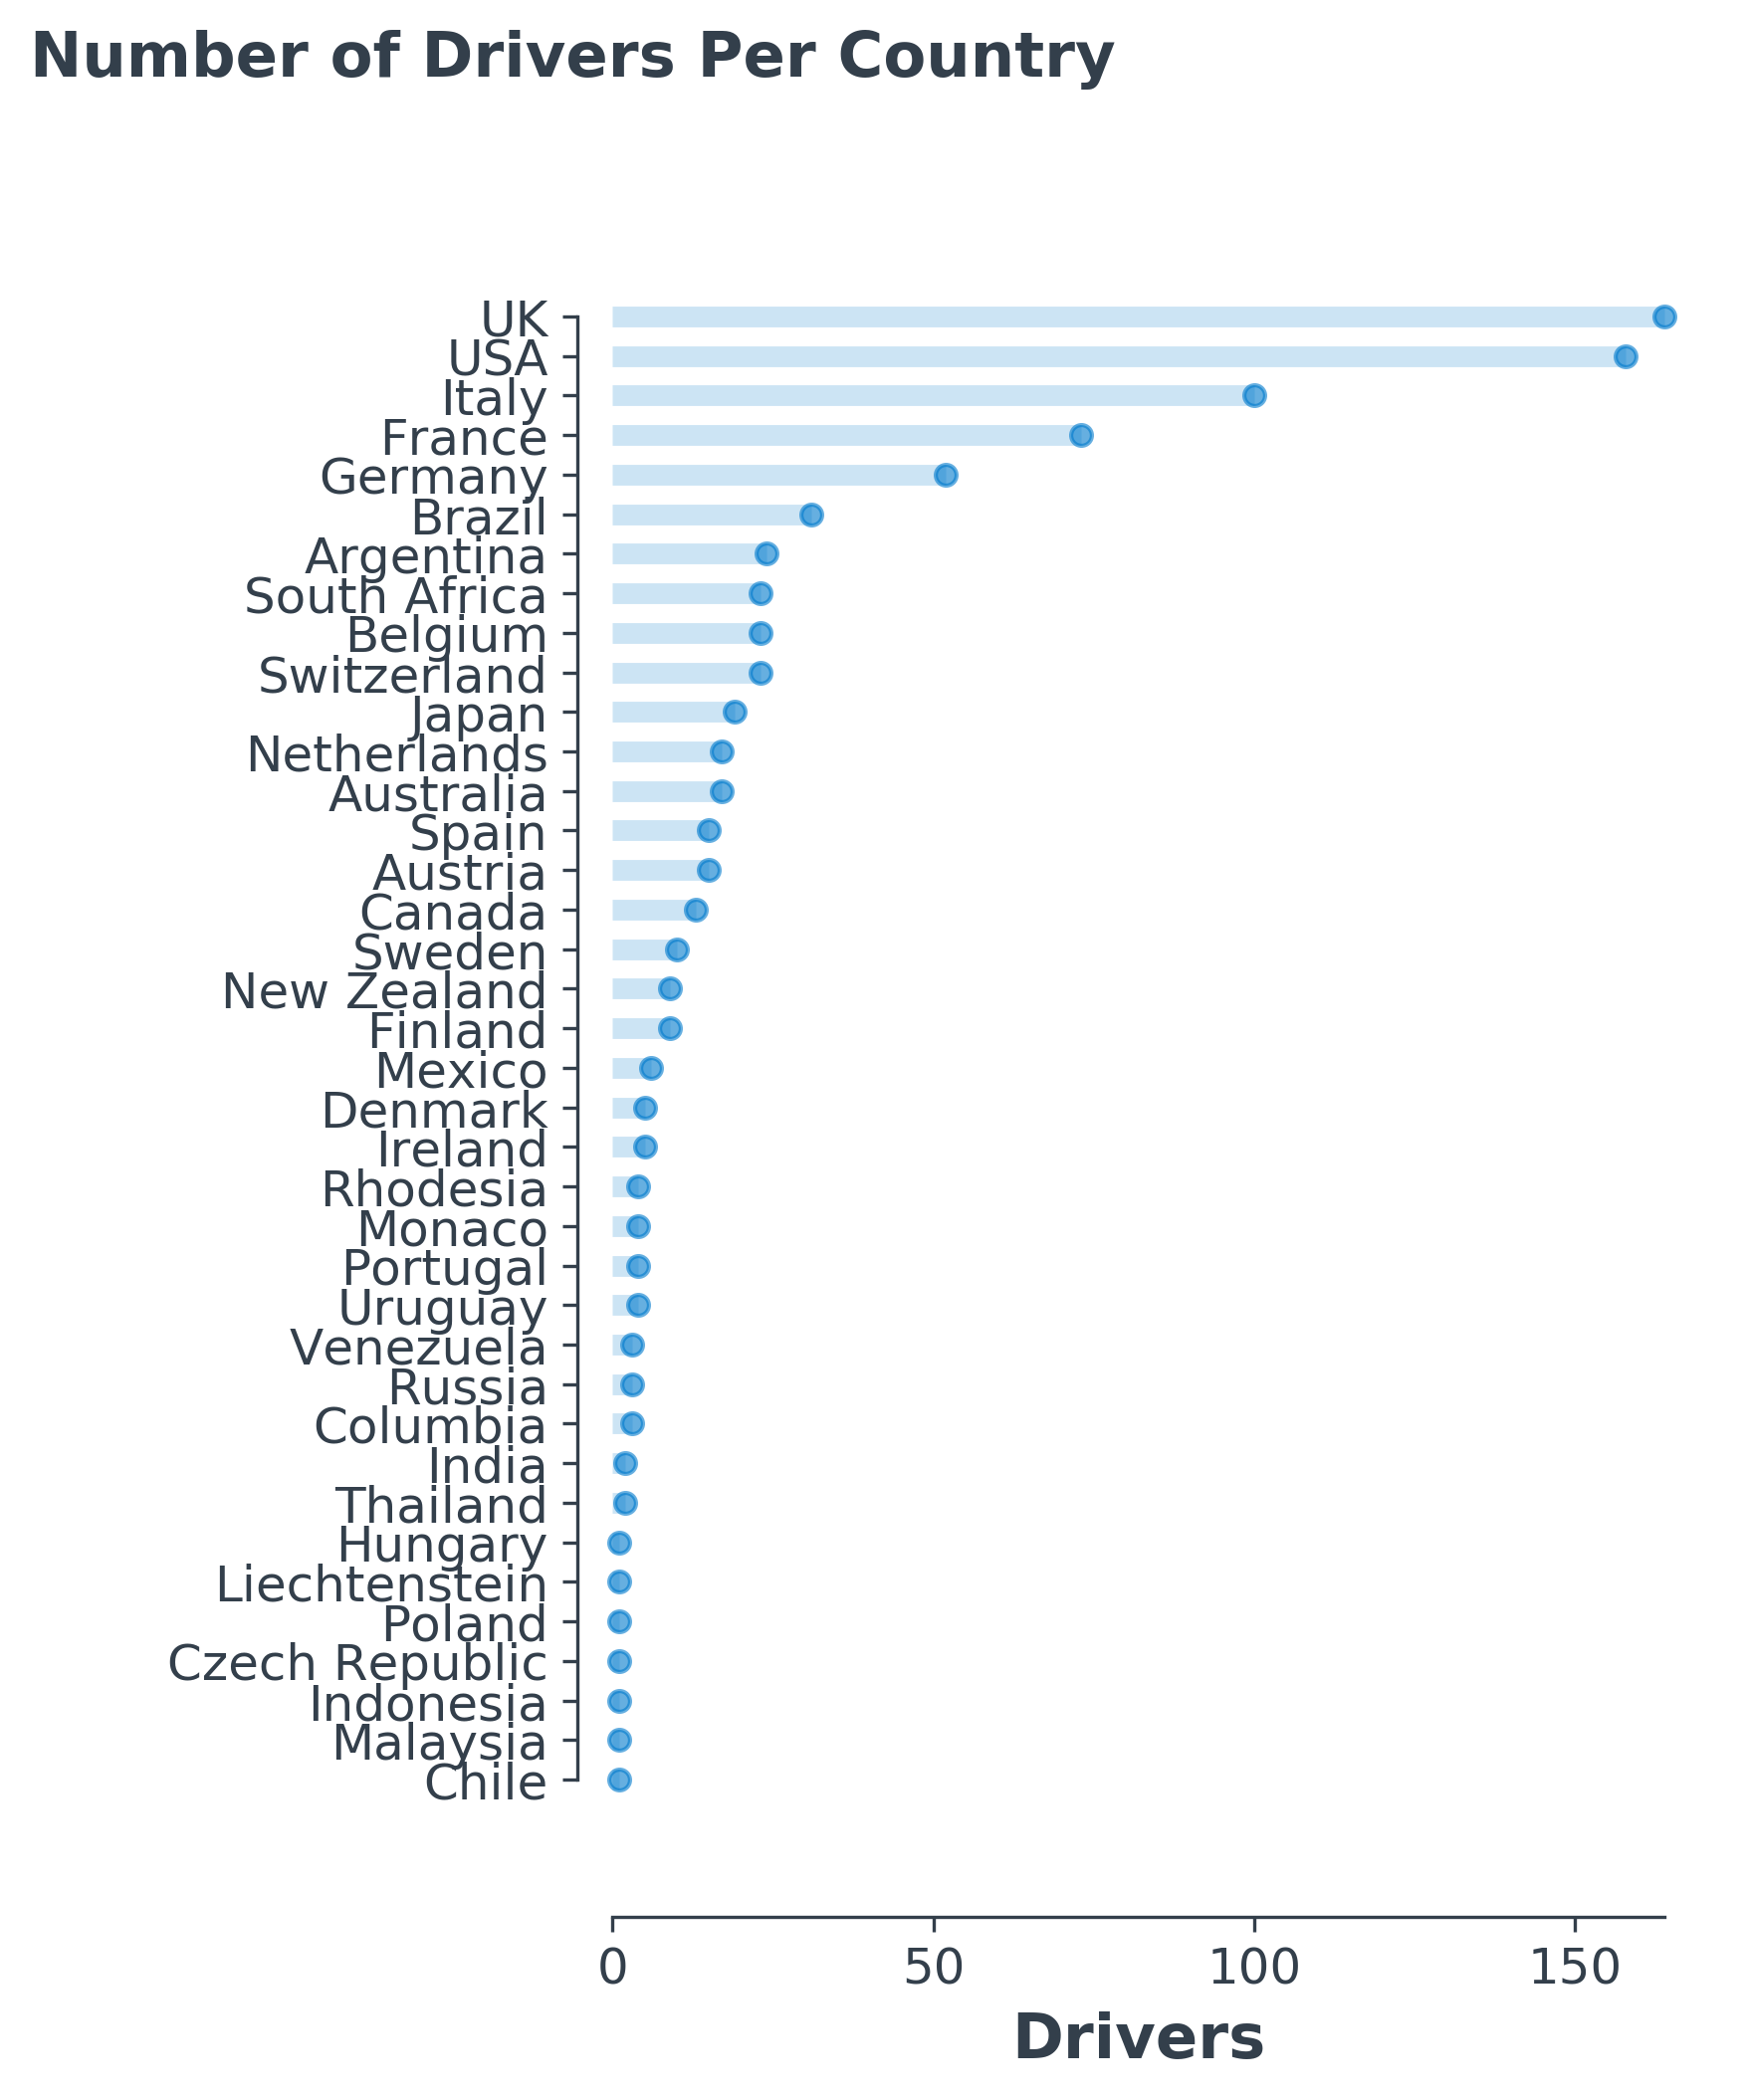 Number of Drivers Per Country
UK
USA
Italy
France
Germany
Brazil
Argentina
South Africa
Belgium
Switzerland
Japan
Netherlands
Australia
Spain
Austria
Canada
Sweden
New Zealand
Finland
Mexico
Denmark
Ireland
Rhodesia
Monaco
Portugal
Uruguay
Venezuela
Russia
Columbia
India
Thailand
Hungary
Liechtenstein
Poland
Czech Republic
Indonesia
Malaysia
Chile
0 50 100 150
Drivers